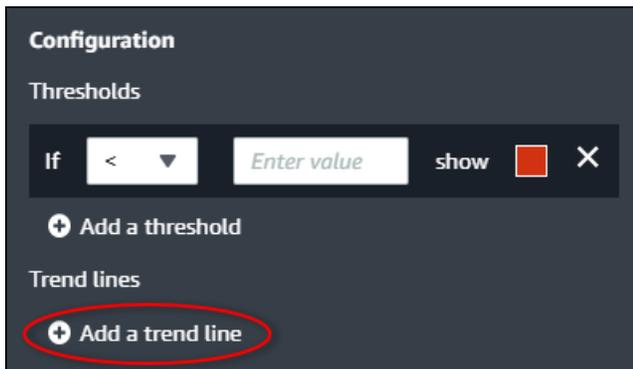 Configuration
Thresholds
If < Enter value show
Add a threshold
Trend lines
Add a trend line